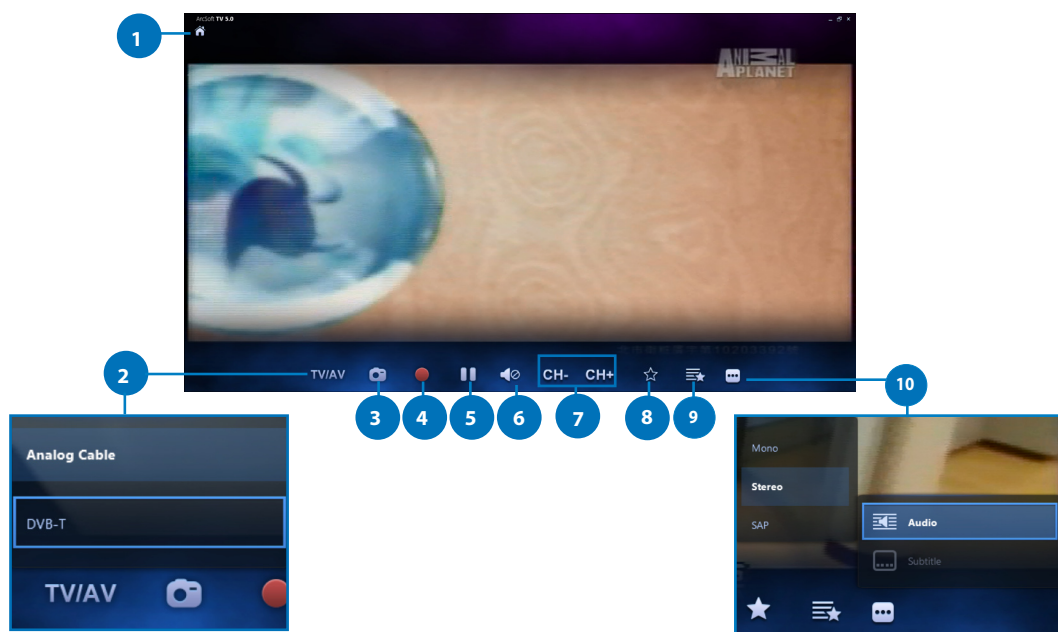 ArcSoft TV 5.0
1
ANIMAL
PLANET
2
TV/AV
CH-
CH+
10
3
4
5
6
7
8
9
Analog Cable
DVB-T
TV/AV
Mono
Stereo
SAP
Audio
Subtitle